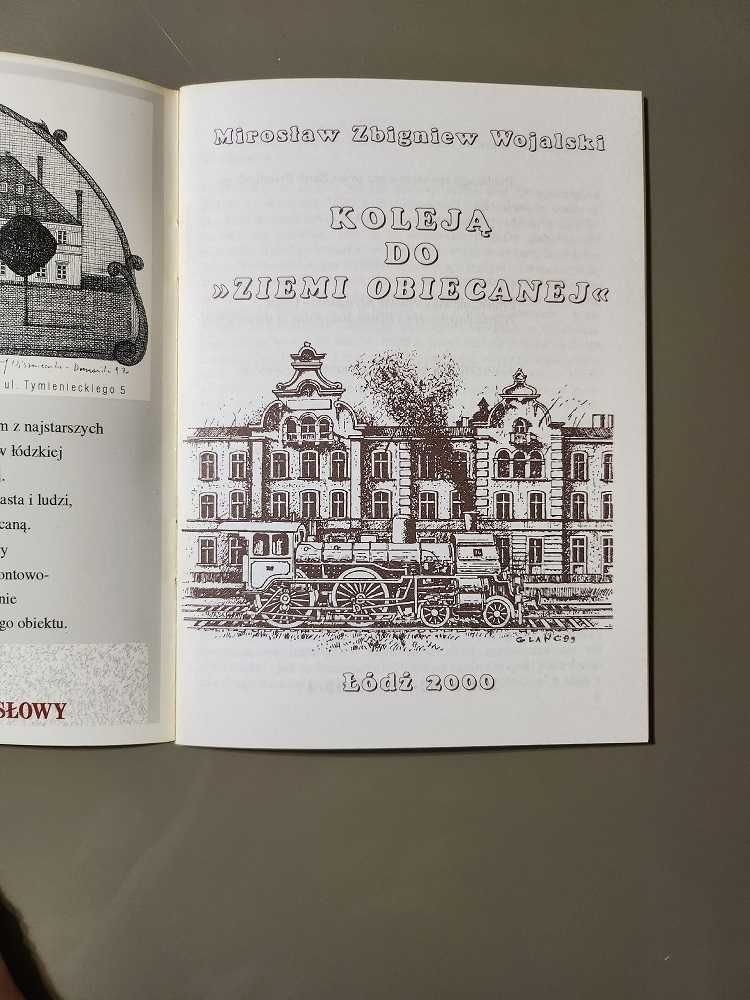 ul. Tymienieckiego 5
m z najstarszych
w łódzkiej
asta i ludzi,
caną.
y
ontowo-
nie
go obiektu.
SŁOWY
Mirosław Zbigniew Wojalski
KOLEJĄ
DO
»ZIEMI OBIECANEJ«
GLANC99
Łódź 2000